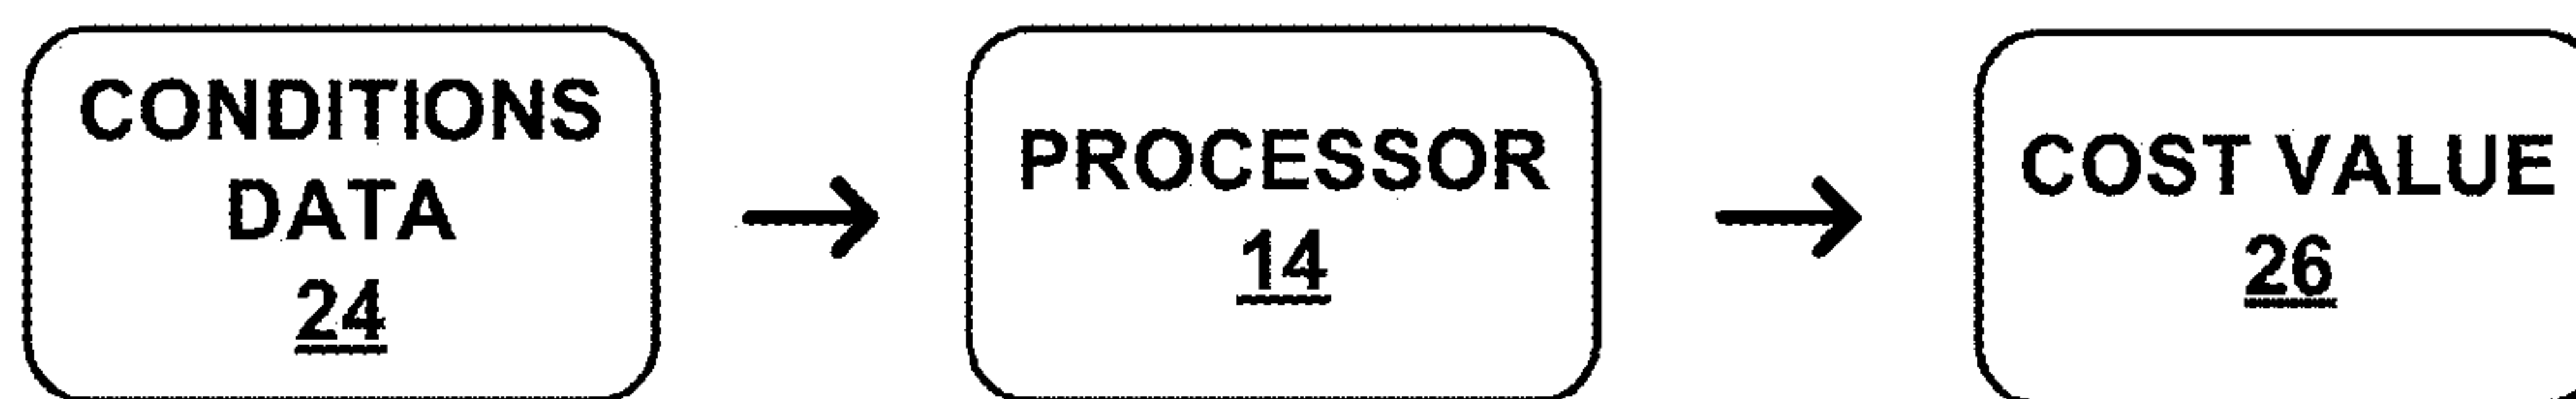 CONDITIONS
DATA
24
PROCESSOR
14
COST VALUE
26